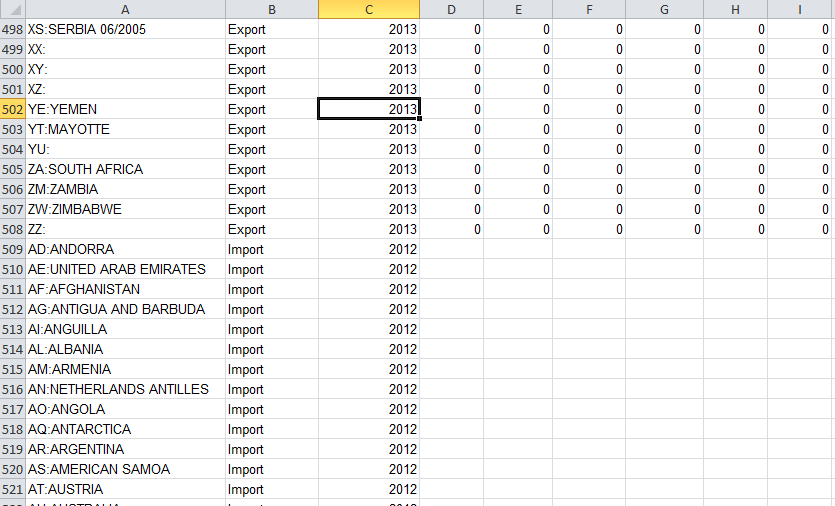 A B C D E F G H I
498 XS:SERBIA 06/2005 Export 2013 0 0 0 0 0 0
499 XX: Export 2013 0 0 0 0 0 0
500 XY: Export 2013 0 0 0 0 0 0
501 XZ: Export 2013 0 0 0 0 0 0
502 YE:YEMEN Export 2013 0 0 0 0 0 0
503 YT:MAYOTTE Export 2013 0 0 0 0 0 0
504 YU: Export 2013 0 0 0 0 0 0
505 ZA:SOUTH AFRICA Export 2013 0 0 0 0 0 0
506 ZM:ZAMBIA Export 2013 0 0 0 0 0 0
507 ZW:ZIMBABWE Export 2013 0 0 0 0 0 0
508 ZZ: Export 2013 0 0 0 0 0 0
509 AD:ANDORRA Import 2012
510 AE:UNITED ARAB EMIRATES Import 2012
511 AF:AFGHANISTAN Import 2012
512 AG:ANTIGUA AND BARBUDA Import 2012
513 AI:ANGUILLA Import 2012
514 AL:ALBANIA Import 2012
515 AM:ARMENIA Import 2012
516 AN:NETHERLANDS ANTILLES Import 2012
517 AO:ANGOLA Import 2012
518 AQ:ANTARCTICA Import 2012
519 AR:ARGENTINA Import 2012
520 AS:AMERICAN SAMOA Import 2012
521 AT:AUSTRIA Import 2012